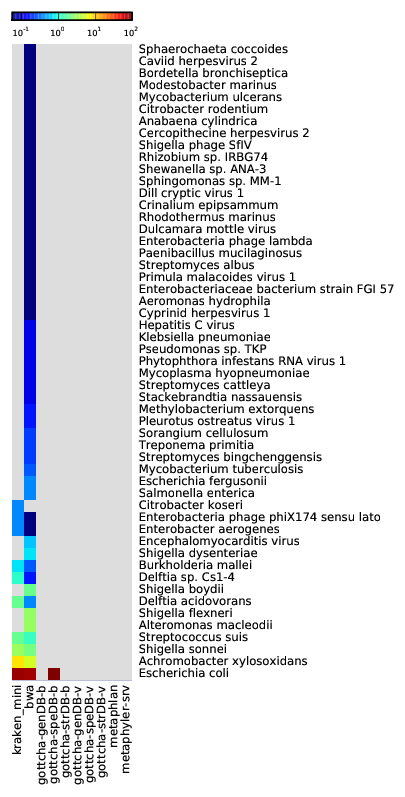 10^-1 10^0 10^1 10^2
Sphaerochaeta coccoides
Caviid herpesvirus 2
Bordetella bronchiseptica
Modestobacter marinus
Mycobacterium ulcerans
Citrobacter rodentium
Anabaena cylindrica
Cercopithecine herpesvirus 2
Shigella phage SfIV
Rhizobium sp. IRBG74
Shewanella sp. ANA-3
Sphingomonas sp. MM-1
Dill cryptic virus 1
Crinalium epipsammum
Rhodothermus marinus
Dulcamara mottle virus
Enterobacteria phage lambda
Paenibacillus mucilaginosus
Streptomyces albus
Primula malacoides virus 1
Enterobacteriaceae bacterium strain FGI 57
Aeromonas hydrophila
Cyprinid herpesvirus 1
Hepatitis C virus
Klebsiella pneumoniae
Pseudomonas sp. TKP
Phytophthora infestans RNA virus 1
Mycoplasma hyopneumoniae
Streptomyces cattleya
Stackebrandtia nassauensis
Methylobacterium extorquens
Pleurotus ostreatus virus 1
Sorangium cellulosum
Treponema primitia
Streptomyces bingchenggensis
Mycobacterium tuberculosis
Escherichia fergusonii
Salmonella enterica
Citrobacter koseri
Enterobacteria phage phiX174 sensu lato
Enterobacter aerogenes
Encephalomyocarditis virus
Shigella dysenteriae
Burkholderia mallei
Delftia sp. Cs1-4
Shigella boydii
Delftia acidovorans
Shigella flexneri
Alteromonas macleodii
Streptococcus suis
Shigella sonnei
Achromobacter xylosoxidans
Escherichia coli
kraken_mini
bwa
gottcha-genDB-b
gottcha-speDB-b
gottcha-strDB-b
gottcha-genDB-v
gottcha-speDB-v
gottcha-strDB-v
metaphlan
metaphyler-srv